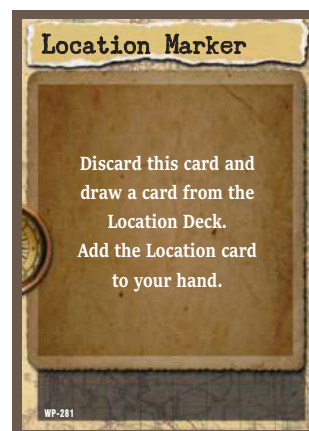 Location Marker
Discard this card and
draw a card from the
Location Deck.
Add the Location card
to your hand.
WP-281